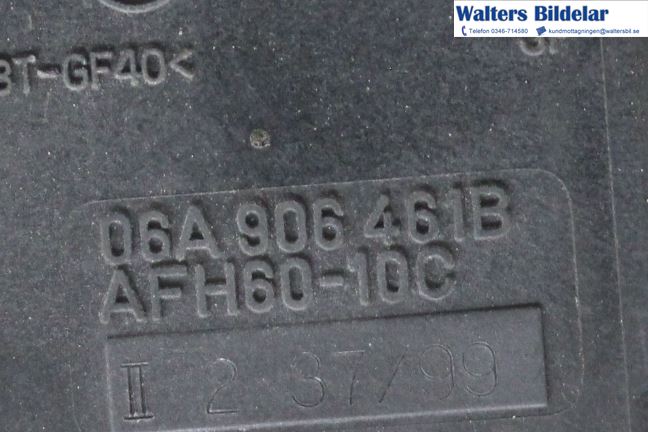 Walters Bildelar
Telefon 0346-714580 kundmottagningen@waltersbil.se
BT-GF40<
06A 906 461B
AFH60-10C
II 2 37/99